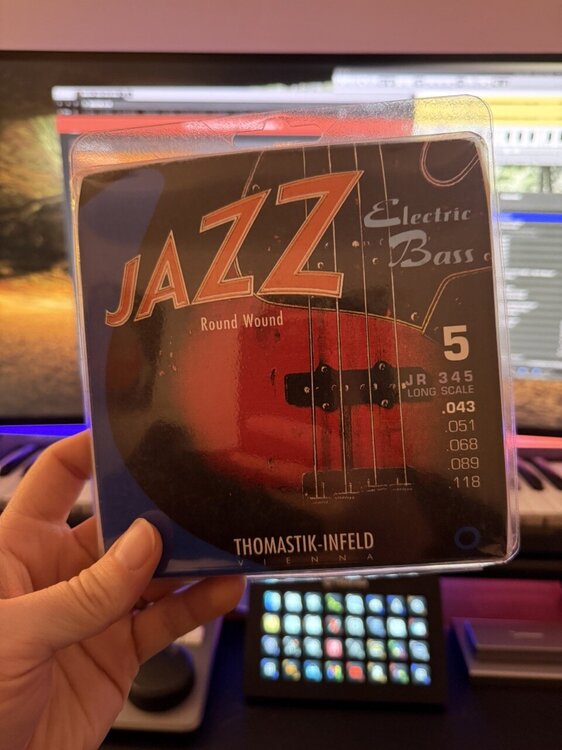 JAZZ
Electric
Bass
Round Wound
5
JR 345
LONG SCALE
.043
.051
.068
.089
.118
THOMASTIK-INFELD
VIENNA